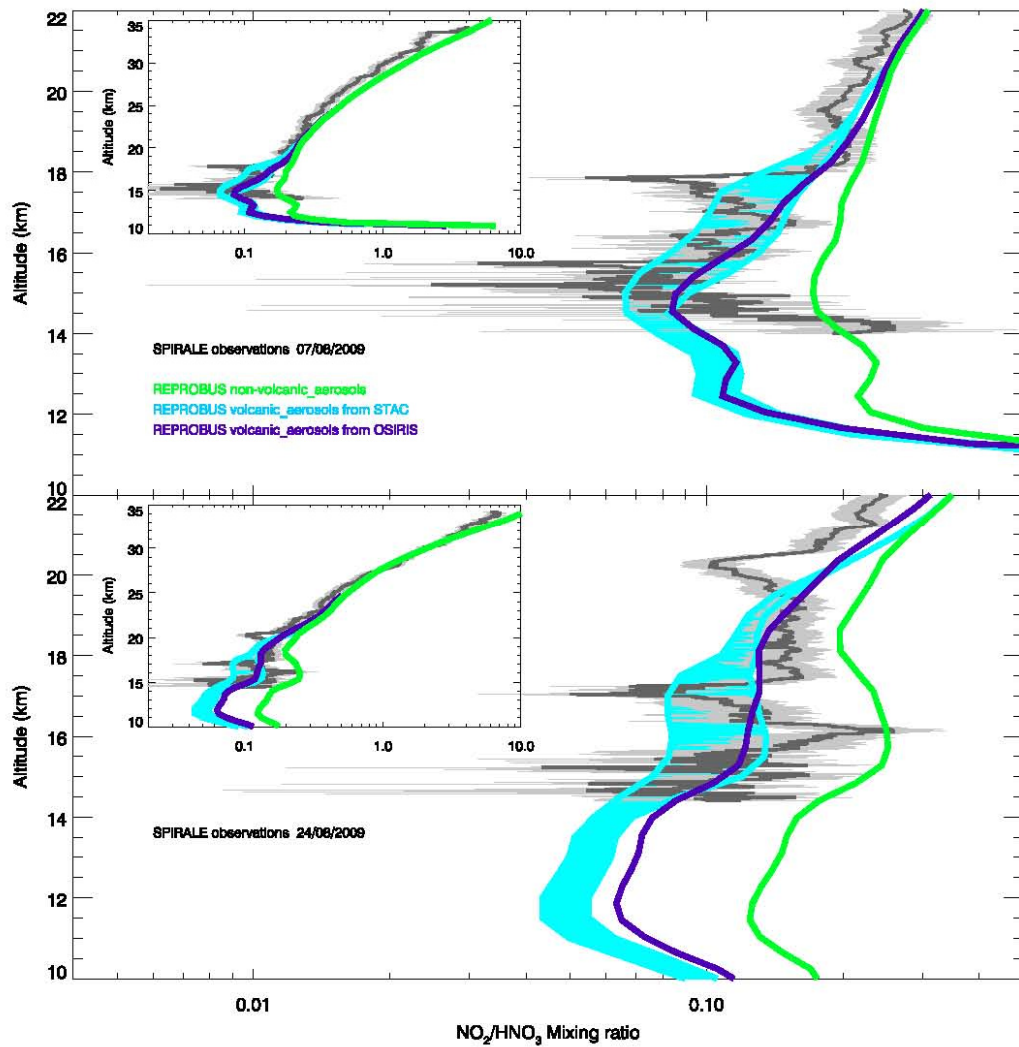 22
20
18
16
14
12
10
Altitude (km)
35
30
25
20
15
10
Altitude (km)
0.1 1.0 10.0
SPIRALE observations 07/08/2009
REPROBUS non-volcanic_aerosols
REPROBUS volcanic_aerosols from STAC
REPROBUS volcanic_aerosols from OSIRIS
22
20
18
16
14
12
10
Altitude (km)
35
30
25
20
15
10
Altitude (km)
0.1 1.0 10.0
SPIRALE observations 24/08/2009
0.01 0.10
NO₂/HNO₃ Mixing ratio